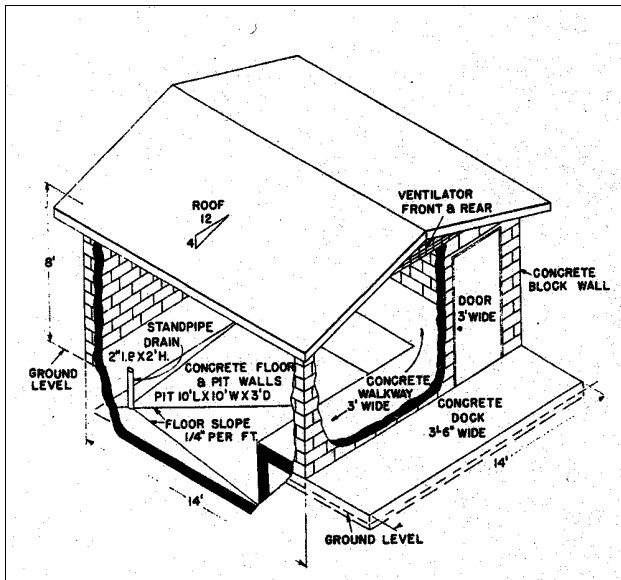 ROOF
12
4
VENTILATOR
FRONT & REAR
8'
CONCRETE
BLOCK WALL
DOOR
3' WIDE
STANDPIPE
DRAIN
2" I.P. X 2' H.
GROUND
LEVEL
CONCRETE FLOOR
& PIT WALLS
PIT 10'L X 10'W X 3'D
CONCRETE
WALKWAY
3' WIDE
FLOOR SLOPE
1/4" PER FT.
CONCRETE
DOCK
3'-6" WIDE
14'
14'
GROUND LEVEL